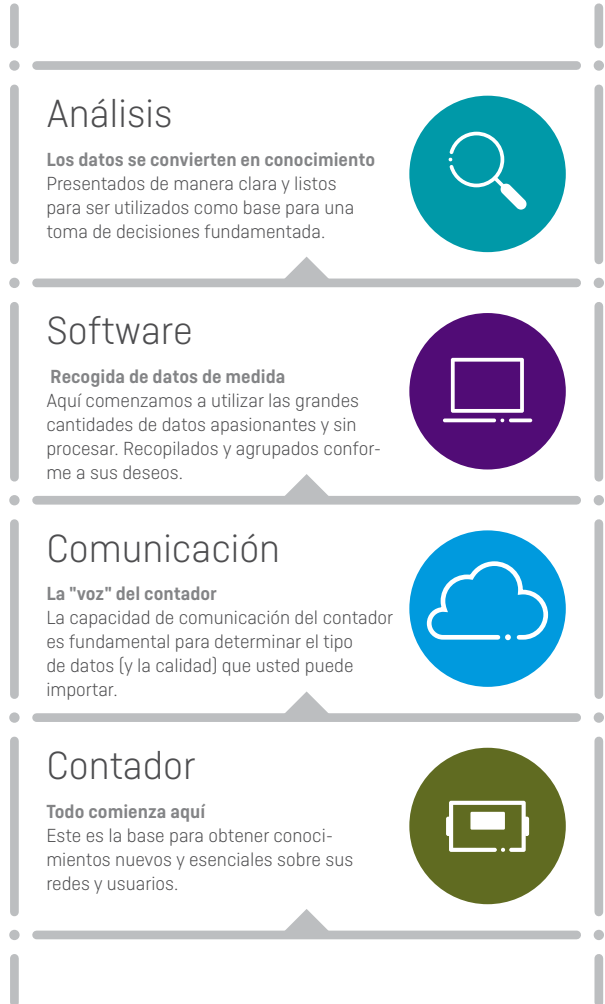 Análisis
Los datos se convierten en conocimiento
Presentados de manera clara y listos
para ser utilizados como base para una
toma de decisiones fundamentada.
Software
Recogida de datos de medida
Aquí comenzamos a utilizar las grandes
cantidades de datos apasionantes y sin
procesar. Recopilados y agrupados confor-
me a sus deseos.
Comunicación
La "voz" del contador
La capacidad de comunicación del contador
es fundamental para determinar el tipo
de datos (y la calidad) que usted puede
importar.
Contador
Todo comienza aquí
Este es la base para obtener conoci-
mientos nuevos y esenciales sobre sus
redes y usuarios.